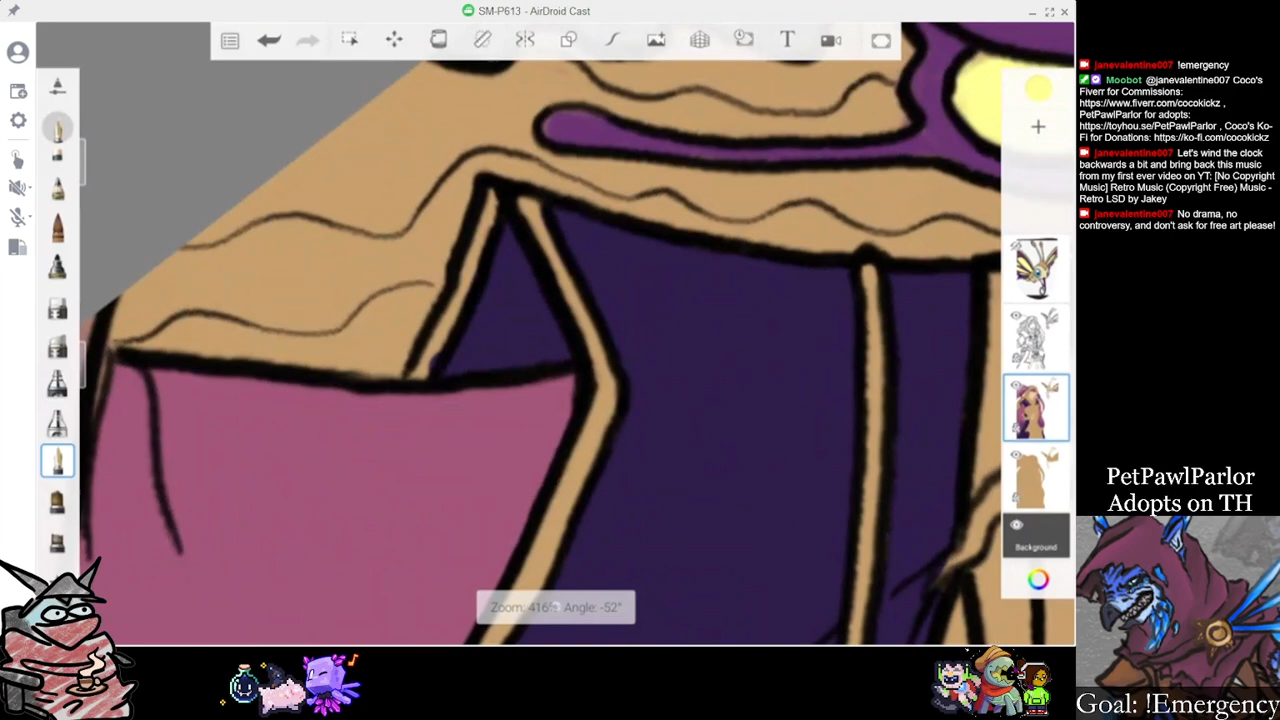 SM-P613 - AirDroid Cast
janevalentine007 !emergency
Moobot @janevalentine007 Coco's
Fiverr for Commissions:
https://www.fiverr.com/cocokickz ,
PetPawlParlor for adopts:
https://toyhou.se/PetPawlParlor , Coco's Ko-
Fi for Donations: https://ko-fi.com/cocokickz
janevalentine007 Let's wind the clock
backwards a bit and bring back this music
from my first ever video on YT: [No Copyright
Music] Retro Music (Copyright Free) Music -
Retro LSD by Jakey
janevalentine007 No drama, no
controversy, and don't ask for free art please!
T
PetPawlParlor
Adopts on TH
Background
Zoom: 416% Angle: -52°
Goal: !Emergency